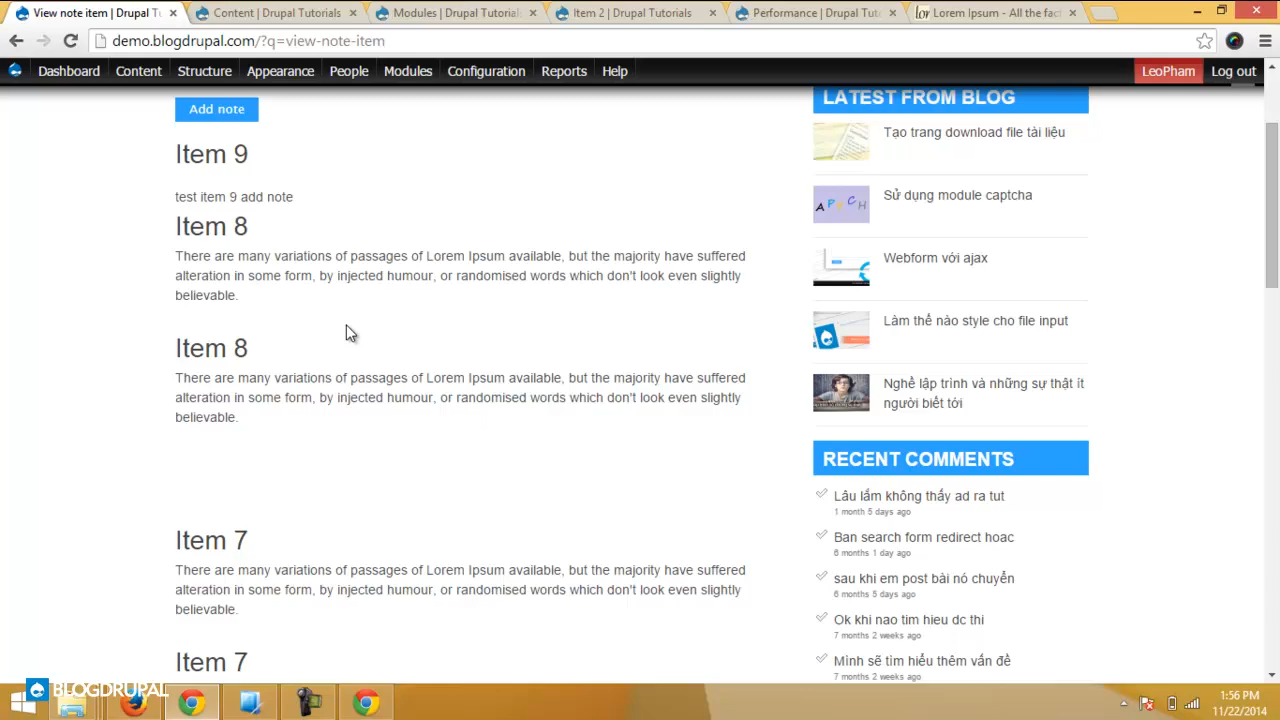 View note item | Drupal Tu
Content | Drupal Tutorials
Modules | Drupal Tutorials
Item 2 | Drupal Tutorials
Performance | Drupal Tu
Lorem Ipsum - All the fact
demo.blogdrupal.com/?q=view-note-item
Dashboard Content Structure Appearance People Modules Configuration Reports Help
LeoPham Log out
Add note
Item 9
test item 9 add note
Item 8
There are many variations of passages of Lorem Ipsum available, but the majority have suffered
alteration in some form, by injected humour, or randomised words which don't look even slightly
believable.
Item 8
There are many variations of passages of Lorem Ipsum available, but the majority have suffered
alteration in some form, by injected humour, or randomised words which don't look even slightly
believable.
Item 7
There are many variations of passages of Lorem Ipsum available, but the majority have suffered
alteration in some form, by injected humour, or randomised words which don't look even slightly
believable.
Item 7
LATEST FROM BLOG
Tạo trang download file tài liệu
APTCH
Sử dụng module captcha
Webform với ajax
Làm thế nào style cho file input
Nghề lập trình và những sự thật ít
người biết tới
RECENT COMMENTS
Lâu lắm không thấy ad ra tut
1 month 5 days ago
Ban search form redirect hoac
6 months 1 day ago
sau khi em post bài nó chuyển
6 months 5 days ago
Ok khi nao tim hieu dc thi
7 months 2 weeks ago
Mình sẽ tìm hiểu thêm vấn đề
7 months 2 weeks ago
BLOGDRUPAL
1:56 PM
11/22/2014